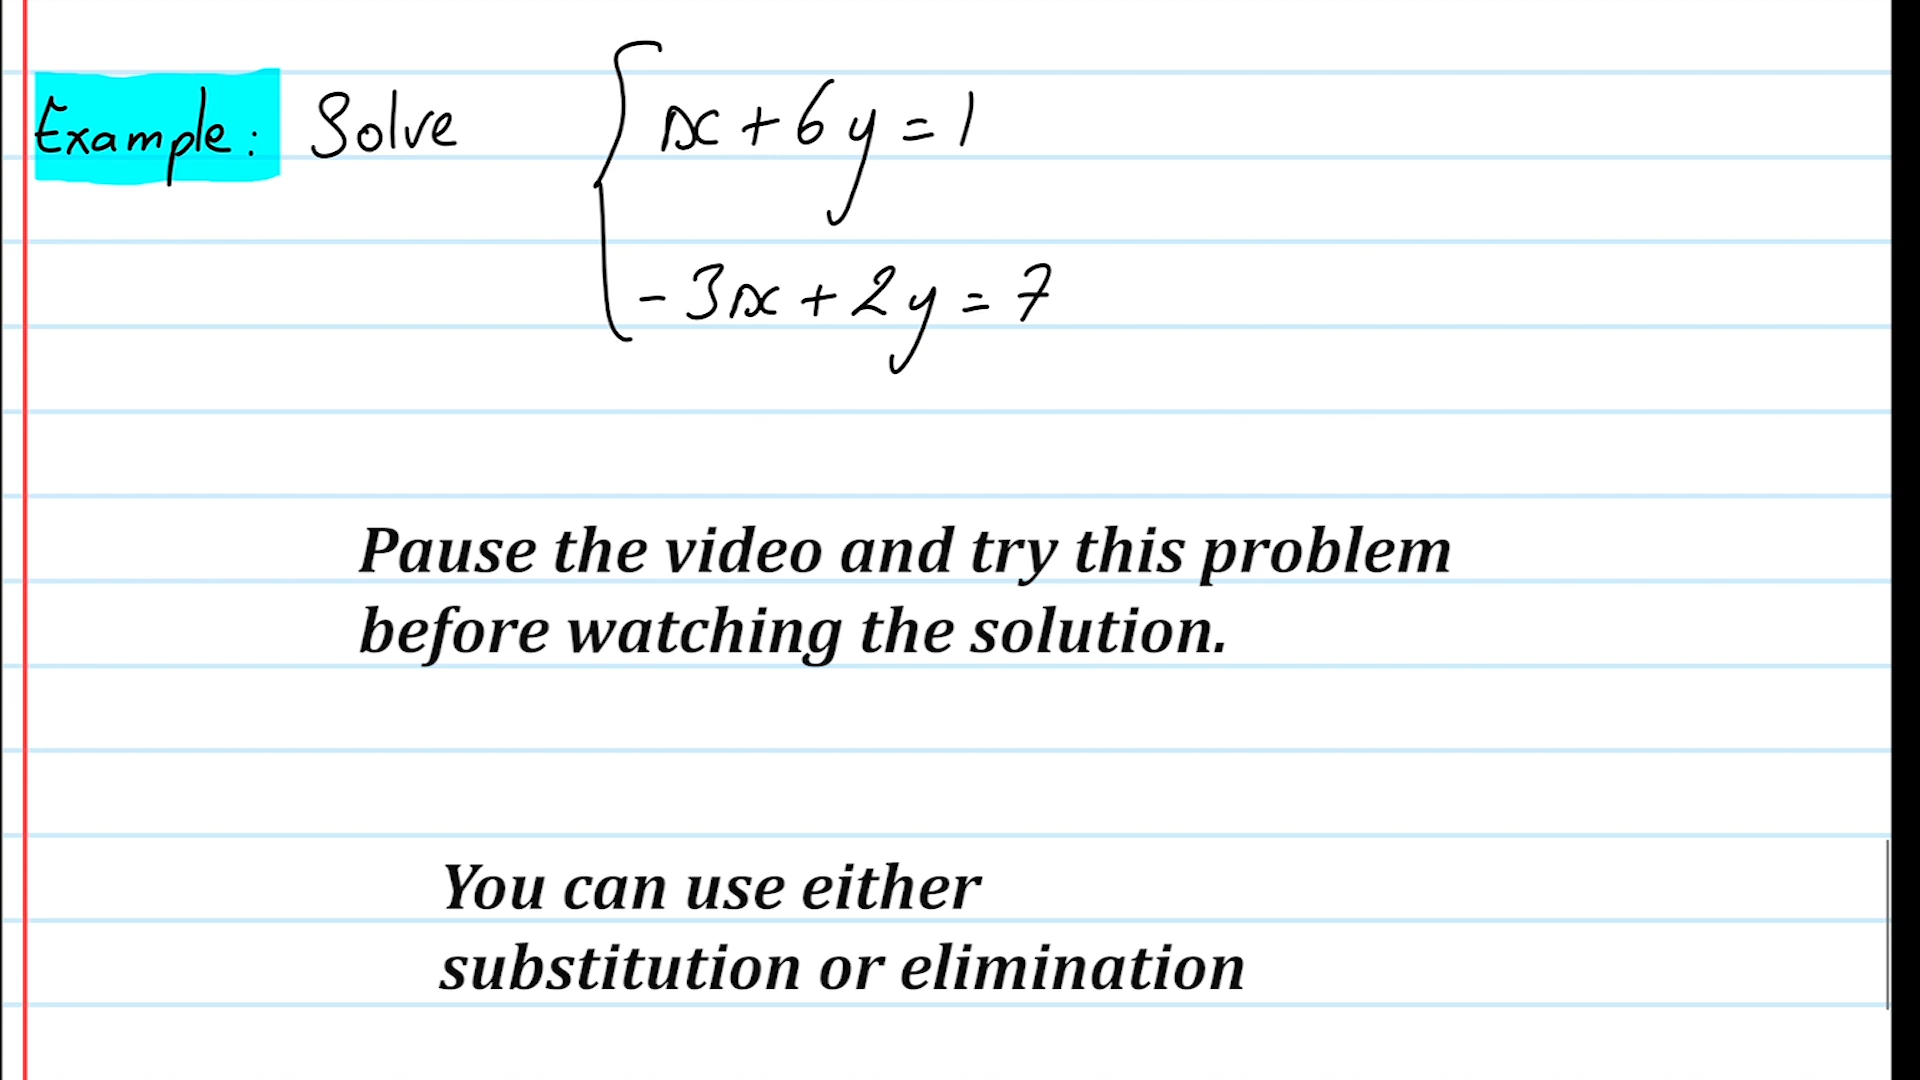 Example: Solve { x + 6y = 1
- 3x + 2y = 7
Pause the video and try this problem
before watching the solution.
You can use either
substitution or elimination